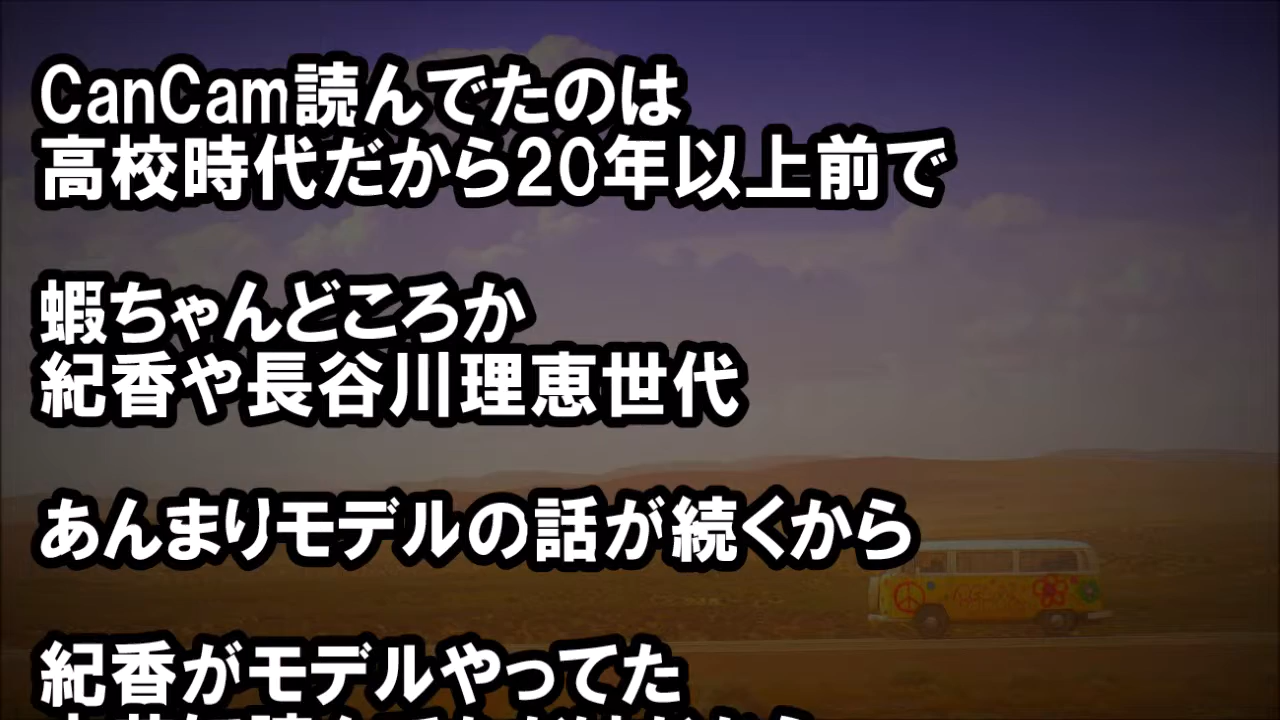 CanCam読んでたのは
高校時代だから20年以上前で
蝦ちゃんどころか
紀香や長谷川理恵世代
あんまりモデルの話が続くから
紀香がモデルやってた